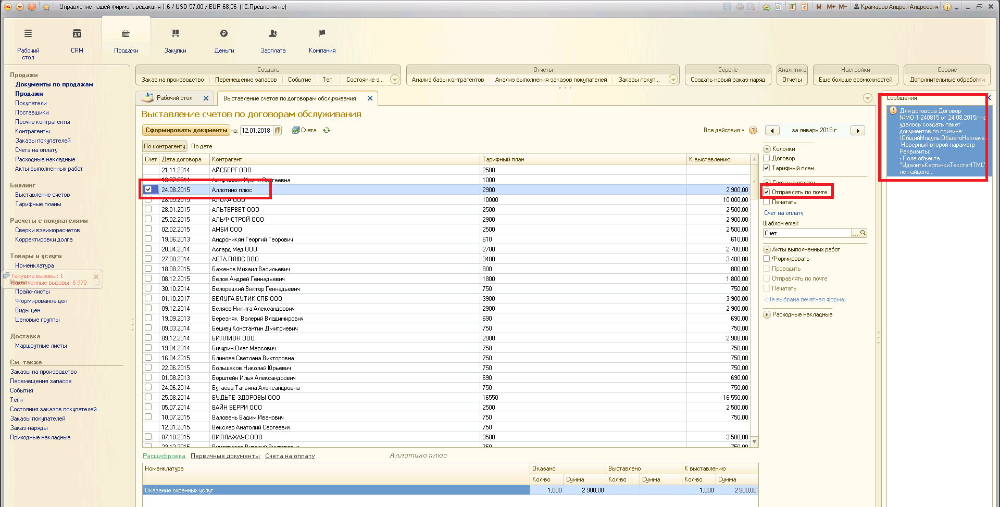 Управление нашей фирмой, редакция 1.6 / USD 57,00 / EUR 68,06 (1С:Предприятие)
M M+ M- Крамаров Андрей Андреевич
Рабочий стол
CRM
Продажи
Закупки
Деньги
Зарплата
Компания
Продажи
Документы по продажам
Продажи
Покупатели
Поставщики
Прочие контрагенты
Контрагенты
Заказы покупателей
Счета на оплату
Расходные накладные
Акты выполненных работ
Биллинг
Выставление счетов
Тарифные планы
Расчеты с покупателями
Сверки взаиморасчетов
Корректировки долга
Товары и услуги
Номенклатура
Текущие вызовы: 1
Накопленные вызовы: 5 970
Прайс-листы
Формирование цен
Виды цен
Ценовые группы
Доставка
Маршрутные листы
См. также
Заказы на производство
Перемещения запасов
События
Теги
Состояния заказов покупателей
Заказы покупателей
Заказ-наряды
Приходные накладные
Создать
Заказ на производство Перемещение запасов Событие Тег Состояние з...
Отчеты
Анализ базы контрагентов Анализ выполнения заказов покупателей Заказы покуп...
Сервис
Создать новый заказ-наряд
Аналитика
Отчеты
Настройки
Еще больше возможностей
Сервис
Дополнительные обработки
Рабочий стол
Выставление счетов по договорам обслуживания
Выставление счетов по договорам обслуживания
Сформировать документы на: 12.01.2018 Счета
Все действия
По контрагенту По дате
Счет Дата договора Контрагент Тарифный план К выставлению
21.11.2014 АЙСБЕРГ ООО 2500
1000
24.08.2015 Аллотино плюс 2900 2 900,00
28.05.2015 АЛОХА ООО 10000 10 000,00
28.01.2015 АЛЬТЕРВЕТ ООО 2500 2 500,00
25.02.2015 АЛЬФ-СТРОЙ ООО 2900 2 900,00
02.02.2015 АМБИ ООО 2500 2 500,00
19.06.2013 Андроникян Георгий Георович 610 610,00
20.04.2014 Асгард Мед ООО 2700 2 700,00
27.08.2014 АСТА ПЛЮС ООО 3400 3 400,00
18.08.2015 Баженов Михаил Васильевич 800 800,00
08.12.2015 Белов Андрей Геннадьевич 1800 1 800,00
30.10.2014 Белорецкий Виктор Геннадьевич 750 750,00
01.10.2017 БЕЛУГА БУТИК СПБ ООО 3900 3 900,00
09.12.2014 Беляев Никита Александрович 2900 2 900,00
19.09.2013 Березняк Валерий Владимирович 690 690,00
09.03.2014 Бециву Константин Дмитриевич 750 750,00
09.12.2014 БИЛЛИОН ООО 2900 2 900,00
19.04.2014 Бичурин Олег Марсович 750 750,00
16.04.2015 Блинова Светлана Викторовна 750 750,00
22.06.2015 Большаков Николай Юрьевич 750 750,00
01.08.2013 Борштейн Илья Александрович 690 690,00
24.06.2014 Бугаева Татьяна Александровна 750 750,00
25.08.2014 БУДЬТЕ ЗДОРОВЫ ООО 16550 16 550,00
05.07.2014 ВАЙН БЕРРИ ООО 2500 2 500,00
10.07.2015 Валовень Вадим Иванович 750 750,00
12.01.2015 Векслер Анатолий Сергеевич 750
07.10.2015 ВИЛЛА-ХАУС ООО 3500 3 500,00
23.12.2015 750 750,00
Расшифровка Первичные документы Счета на оплату Аллотино плюс
Номенклатура Оказано Выставлено К выставлению
Кол-во Сумма Кол-во Сумма Кол-во Сумма
Оказание охранных услуг 1,000 2 900,00 1,000 2 900,00
за январь 2018 г.
Колонки
Договор
Тарифный план
Счета на оплату
Отправлять по почте
Печатать
Счет на оплату
Шаблон email:
Счет
Акты выполненных работ
Формировать
Проводить
Отправлять по почте
Печатать
<Не выбрана печатная форма>
Расходные накладные
Сообщения
Для договора Договор
№МО-1-240815 от 24.08.2015г не
удалось создать пакет
документов по причине:
{ОбщийМодуль.ОбщегоНазначе...
Неверный второй параметр
Реквизиты:
- Поле объекта
"УдалитьКартинкиТекстаHTML"
не найдено...